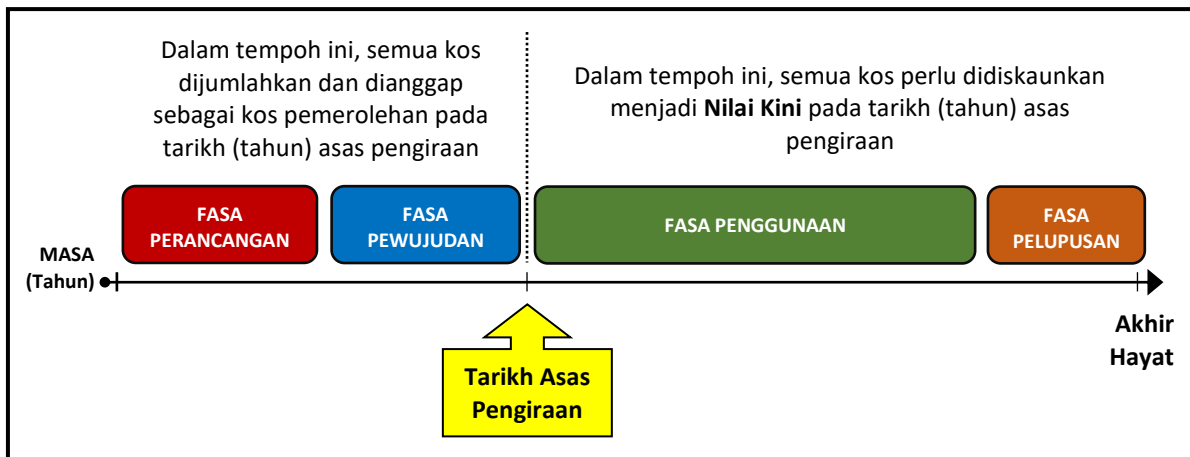 Dalam tempoh ini, semua kos
dijumlahkan dan dianggap
sebagai kos pemerolehan pada
tarikh (tahun) asas pengiraan
Dalam tempoh ini, semua kos perlu didiskaunkan
menjadi Nilai Kini pada tarikh (tahun) asas
pengiraan
FASA
PERANCANGAN
FASA
PEWUJUDAN
FASA PENGGUNAAN
FASA
PELUPUSAN
MASA
(Tahun)
Akhir
Hayat
Tarikh Asas
Pengiraan